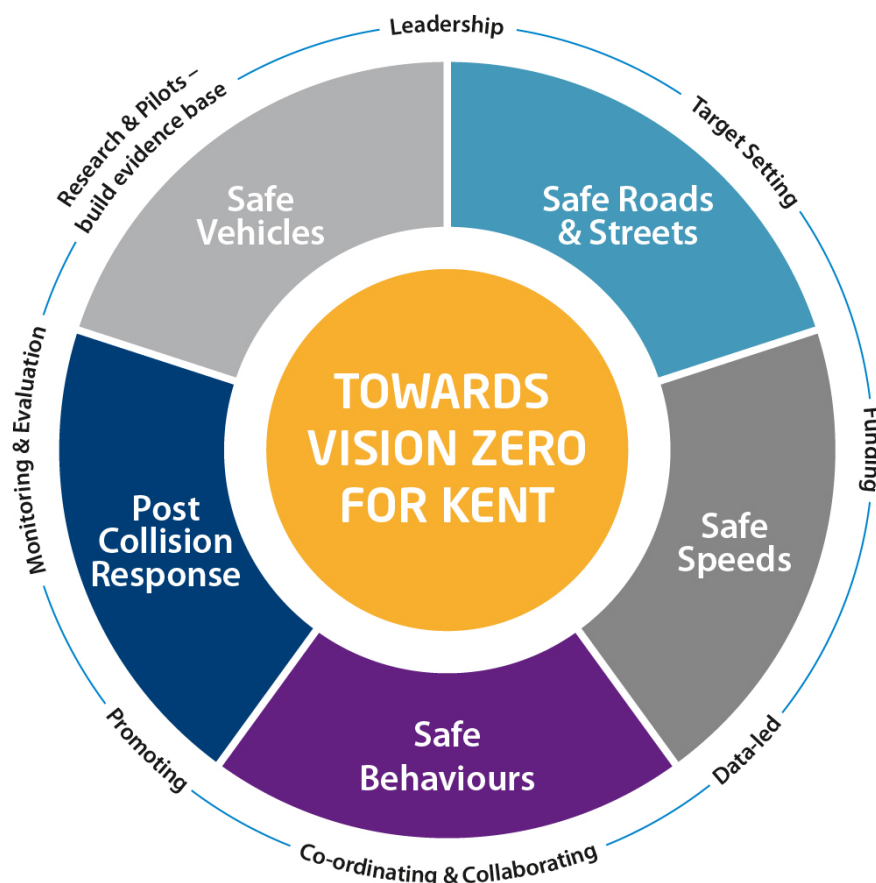 Leadership
Target Setting
Funding
Data-led
Co-ordinating & Collaborating
Promoting
Monitoring & Evaluation
Research & Pilots –
build evidence base
Safe Roads
& Streets
Safe
Speeds
Safe
Behaviours
Post
Collision
Response
Safe
Vehicles
TOWARDS
VISION ZERO
FOR KENT